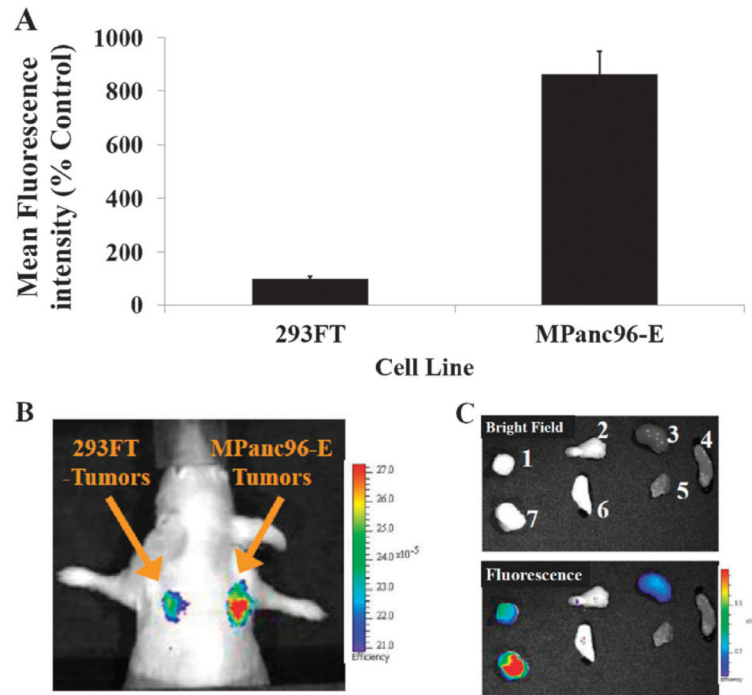 A
Mean Fluorescence
intensity (% Control)
1000
800
600
400
200
0
293FT
MPanc96-E
Cell Line
B
293FT
-Tumors
MPanc96-E
Tumors
27.0
26.0
25.0
24.0
x10⁻⁵
23.0
22.0
21.0
Efficiency
C
Bright Field
1
2
3
4
5
6
7
Fluorescence
Efficiency